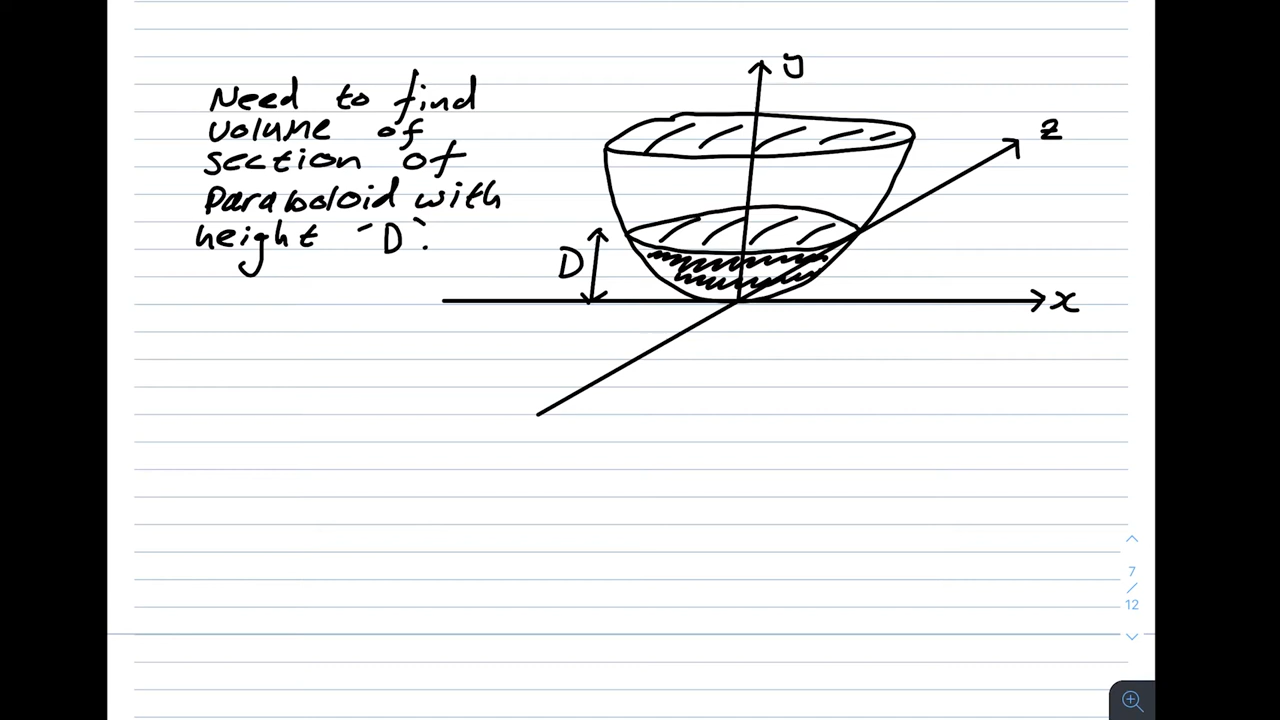 Need to find
volume of
section of
paraboloid with
height "D".
y
z
D
x
7
/
12